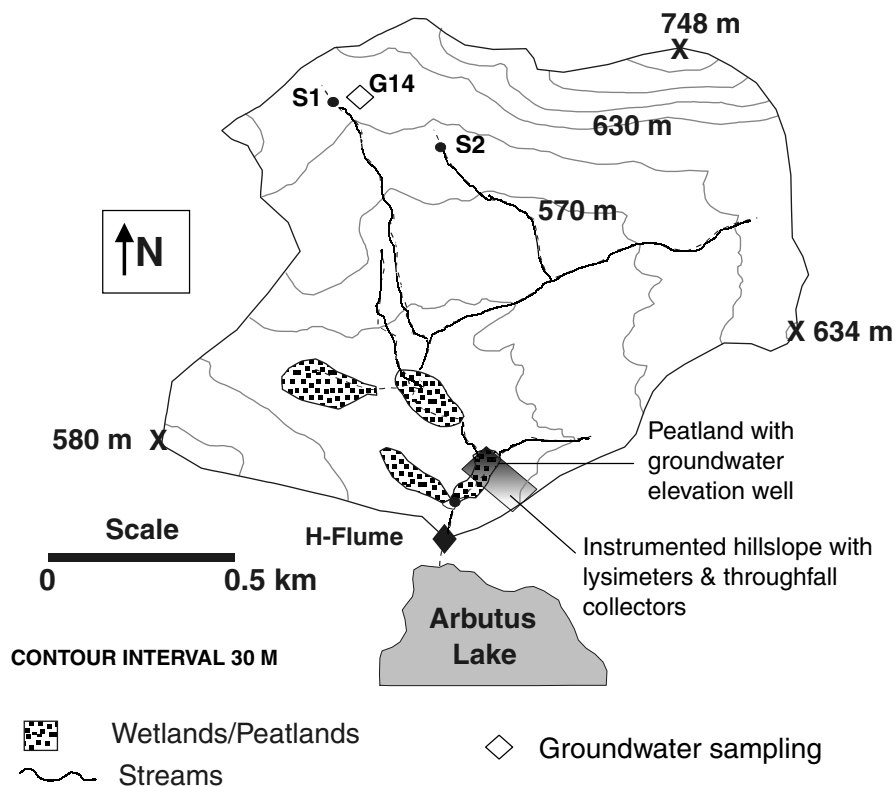 748 m
X
G14
S1
630 m
S2
570 m
N
X 634 m
580 m X
Peatland with
groundwater
elevation well
Scale
H-Flume
0 0.5 km
Instrumented hillslope with
lysimeters & throughfall
collectors
Arbutus
Lake
CONTOUR INTERVAL 30 M
Wetlands/Peatlands
Groundwater sampling
Streams